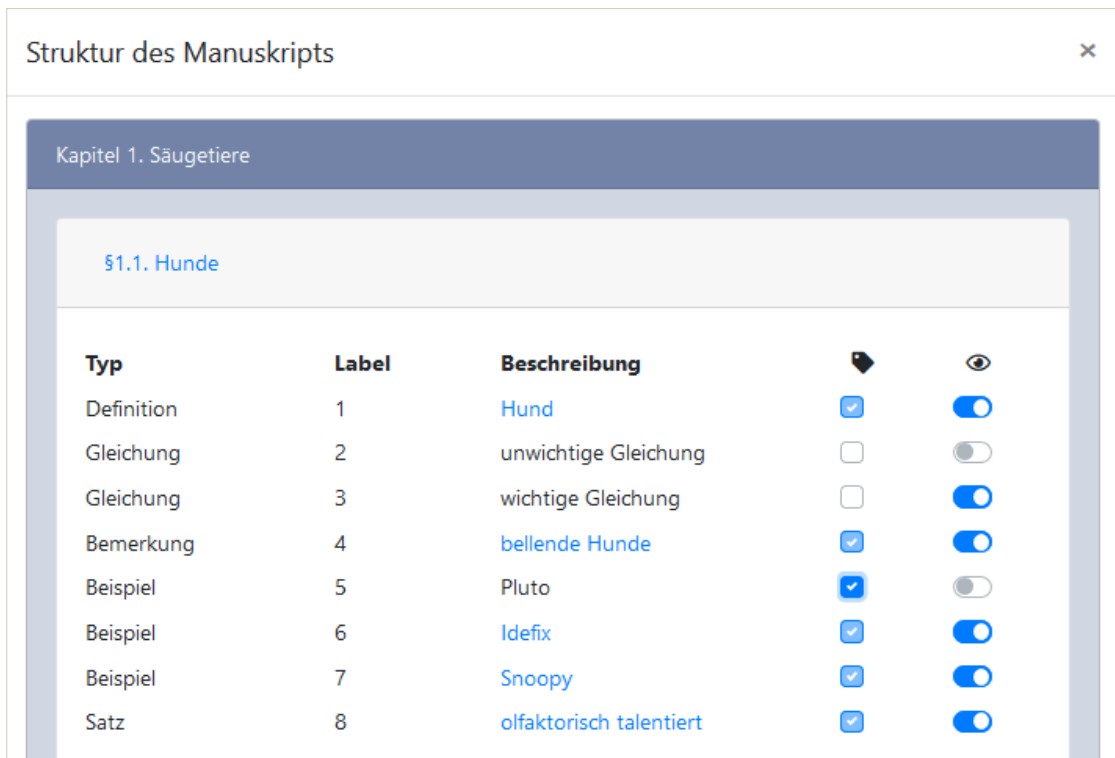 Struktur des Manuskripts ×
Kapitel 1. Säugetiere
§1.1. Hunde
Typ Label Beschreibung
Definition 1 Hund
Gleichung 2 unwichtige Gleichung
Gleichung 3 wichtige Gleichung
Bemerkung 4 bellende Hunde
Beispiel 5 Pluto
Beispiel 6 Idefix
Beispiel 7 Snoopy
Satz 8 olfaktorisch talentiert